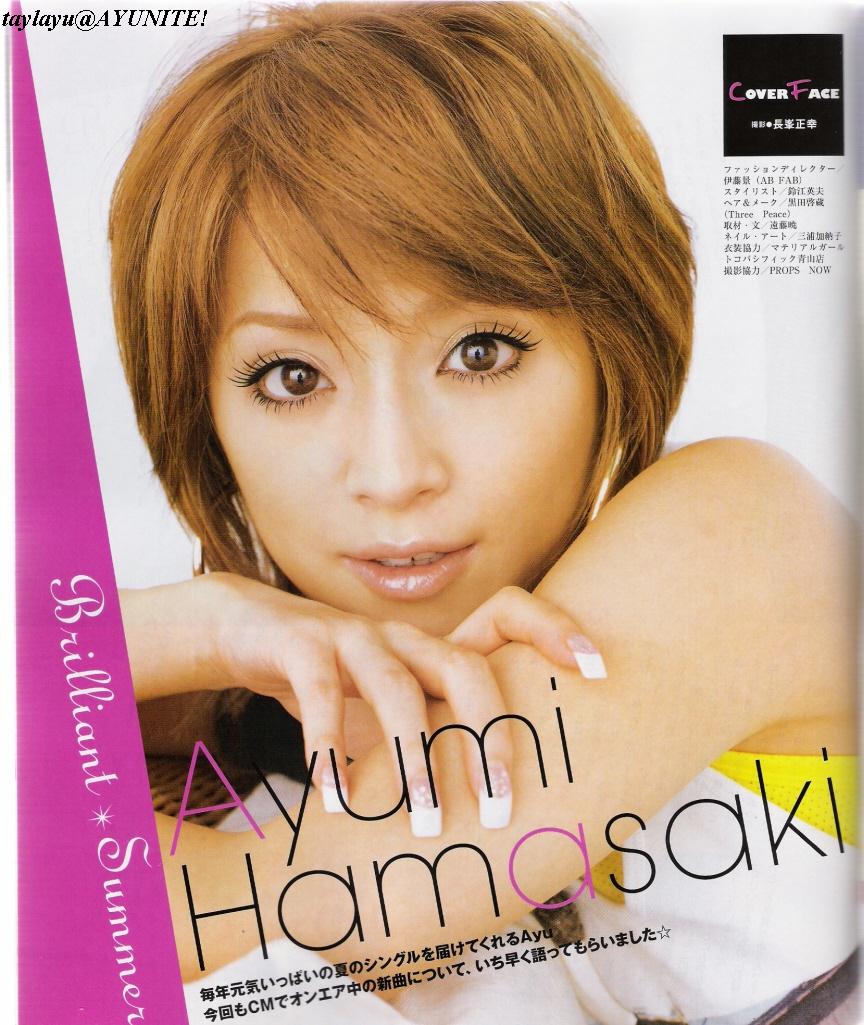 taylayu@AYUNITE!
COVER FACE
撮影●長峯正幸
ファッションディレクター／
伊藤景（AB FAB）
スタイリスト／鈴江英夫
ヘア＆メーク／黒田啓蔵
（Three Peace）
取材・文／遠藤暁
ネイル・アート／三浦加納子
衣装協力／マテリアルガール
トコパシフィック青山店
撮影協力／PROPS NOW
Brilliant＊Summer
Ayumi
Hamasaki
毎年元気いっぱいの夏のシングルを届けてくれるAyu
今回もCMでオンエア中の新曲について、いち早く語ってもらいました☆